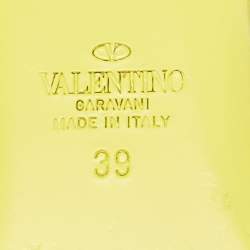 VALENTINO
GARAVANI
MADE IN ITALY
39